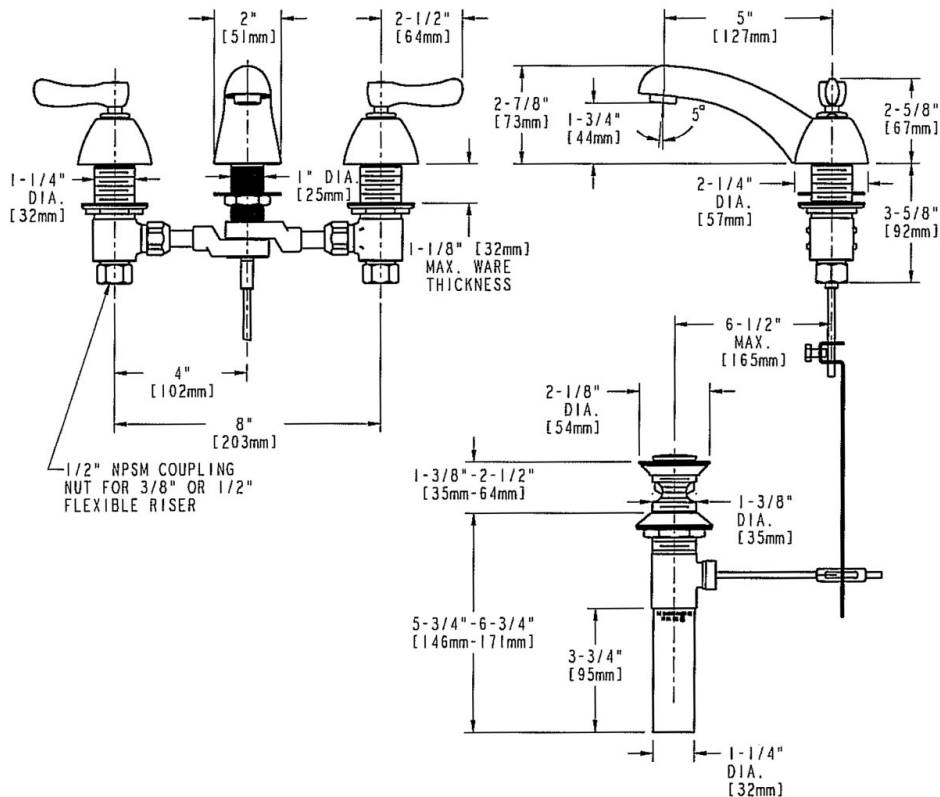 2"
[51mm]
2-1/2"
[64mm]
5"
[127mm]
2-7/8"
[73mm]
1-3/4"
[44mm]
5°
2-5/8"
[67mm]
1-1/4"
DIA.
[32mm]
1" DIA.
[25mm]
2-1/4"
DIA.
[57mm]
3-5/8"
[92mm]
1-1/8" [32mm]
MAX. WARE
THICKNESS
6-1/2"
MAX.
[165mm]
4"
[102mm]
8"
[203mm]
2-1/8"
DIA.
[54mm]
1/2" NPSM COUPLING
NUT FOR 3/8" OR 1/2"
FLEXIBLE RISER
1-3/8"-2-1/2"
[35mm-64mm]
1-3/8"
DIA.
[35mm]
5-3/4"-6-3/4"
[146mm-171mm]
3-3/4"
[95mm]
1-1/4"
DIA.
[32mm]